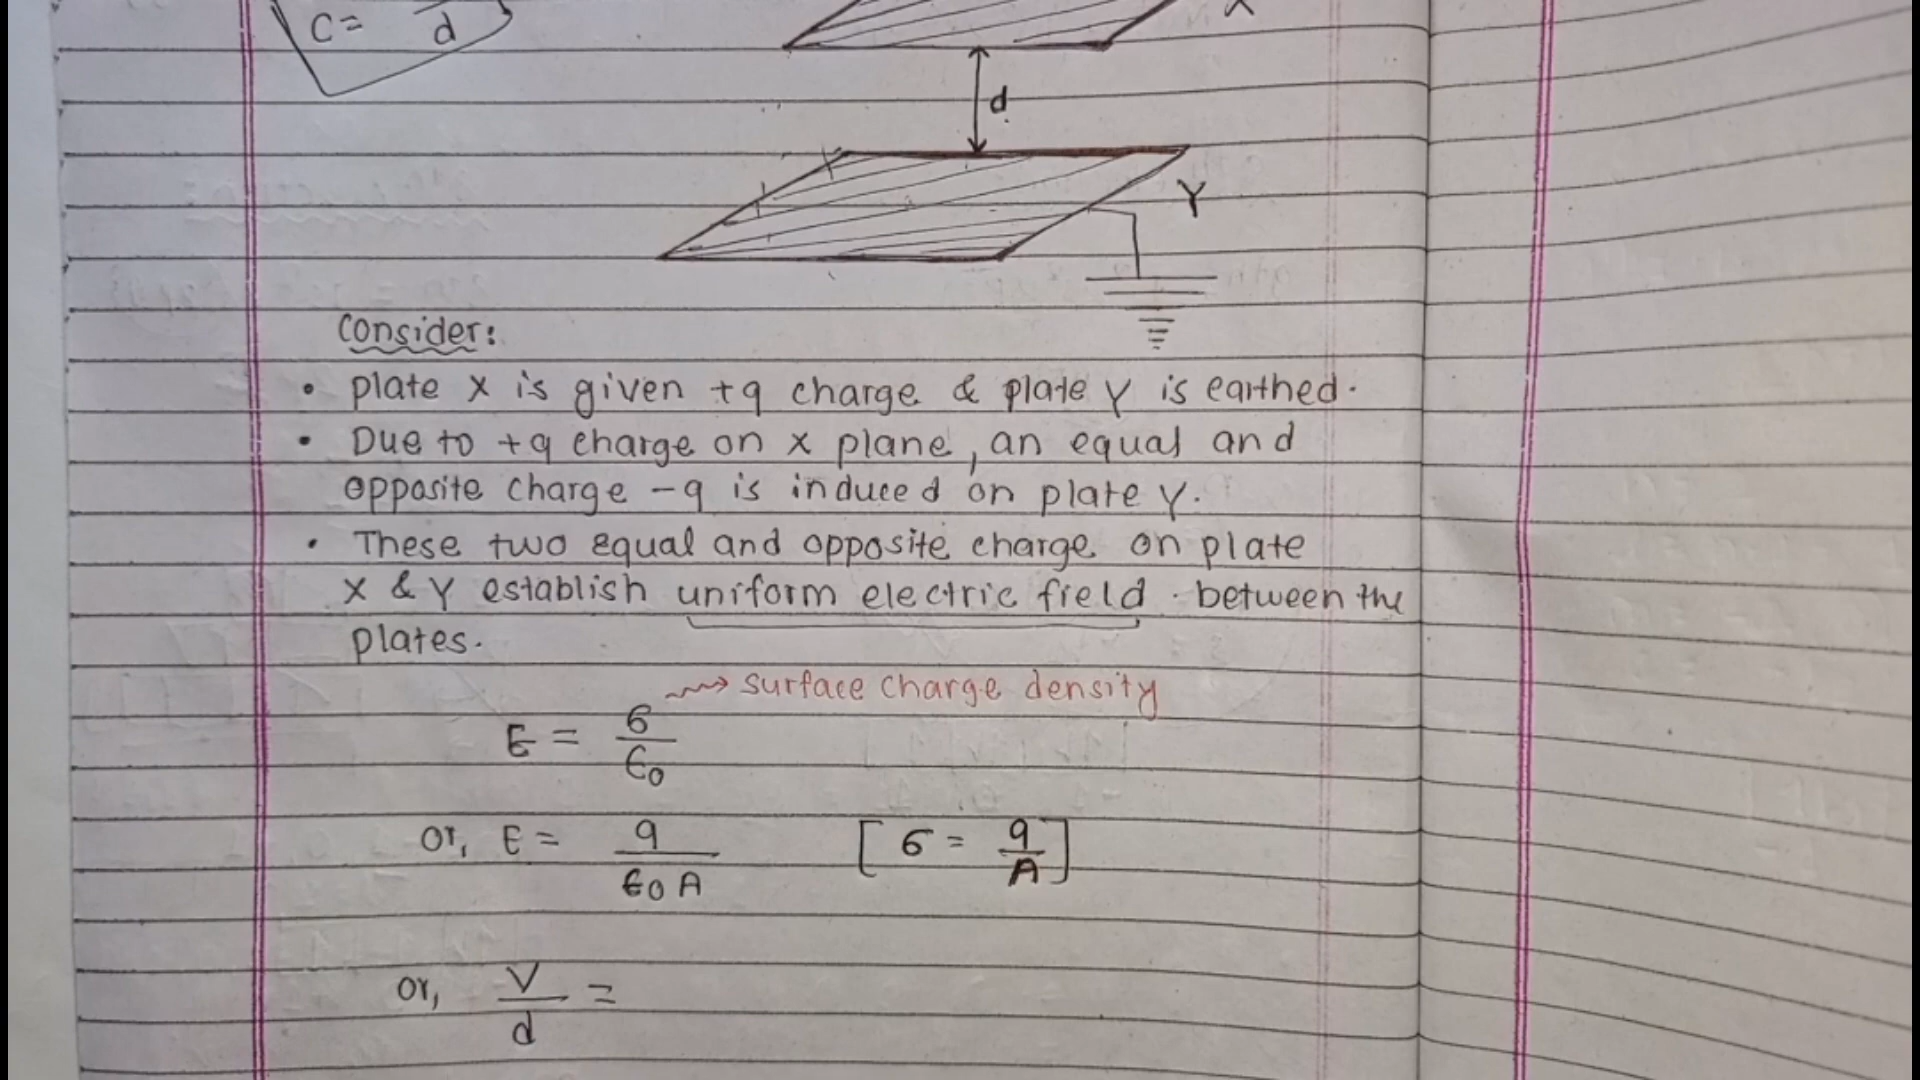 C = d
X
d
Y
Consider:
• plate X is given +q charge & plate Y is earthed.
• Due to +q charge on X plane, an equal and
opposite charge -q is induced on plate Y.
• These two equal and opposite charge on plate
X & Y establish uniform electric field between the
plates.
⇝ surface charge density
E = σ/ϵ0
or, E = q/ϵ0 A [σ = q/A]
or, V/d =